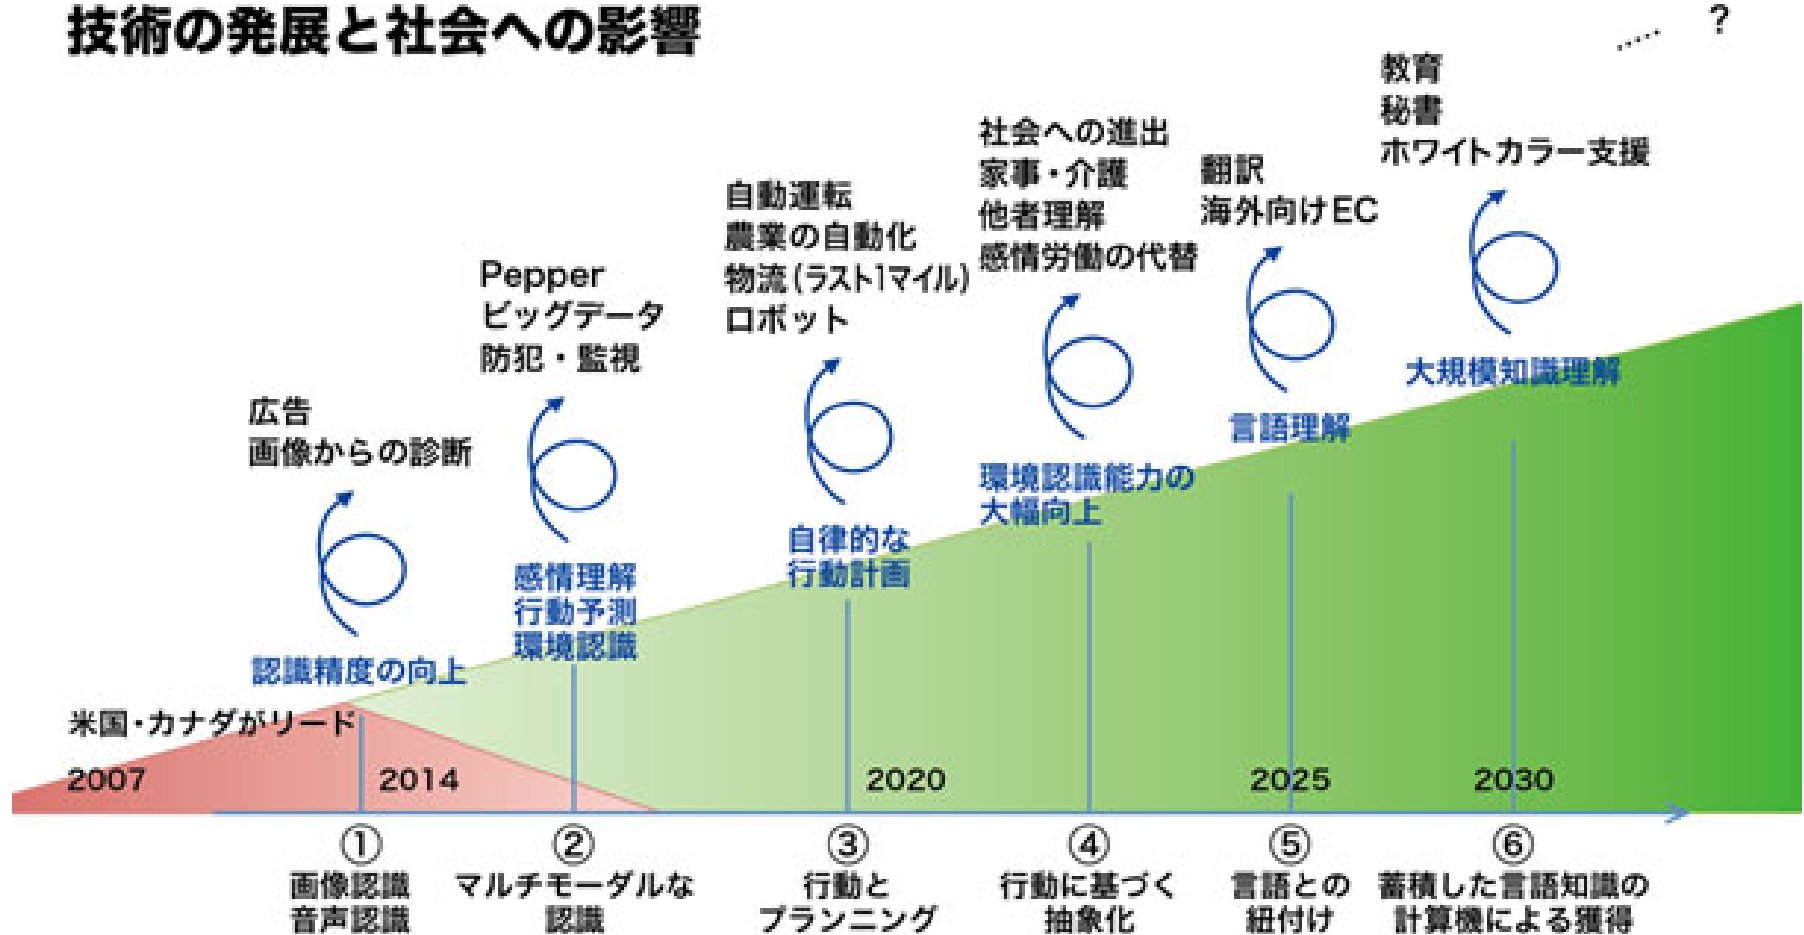 技術の発展と社会への影響
..... ?
教育
秘書
ホワイトカラー支援
社会への進出
家事・介護
他者理解
感情労働の代替
翻訳
海外向けEC
自動運転
農業の自動化
物流(ラスト1マイル)
ロボット
Pepper
ビッグデータ
防犯・監視
広告
画像からの診断
大規模知識理解
言語理解
環境認識能力の
大幅向上
自律的な
行動計画
感情理解
行動予測
環境認識
認識精度の向上
米国・カナダがリード
2007
2014
2020
2025
2030
①
画像認識
音声認識
②
マルチモーダルな
認識
③
行動と
プランニング
④
行動に基づく
抽象化
⑤
言語との
紐付け
⑥
蓄積した言語知識の
計算機による獲得